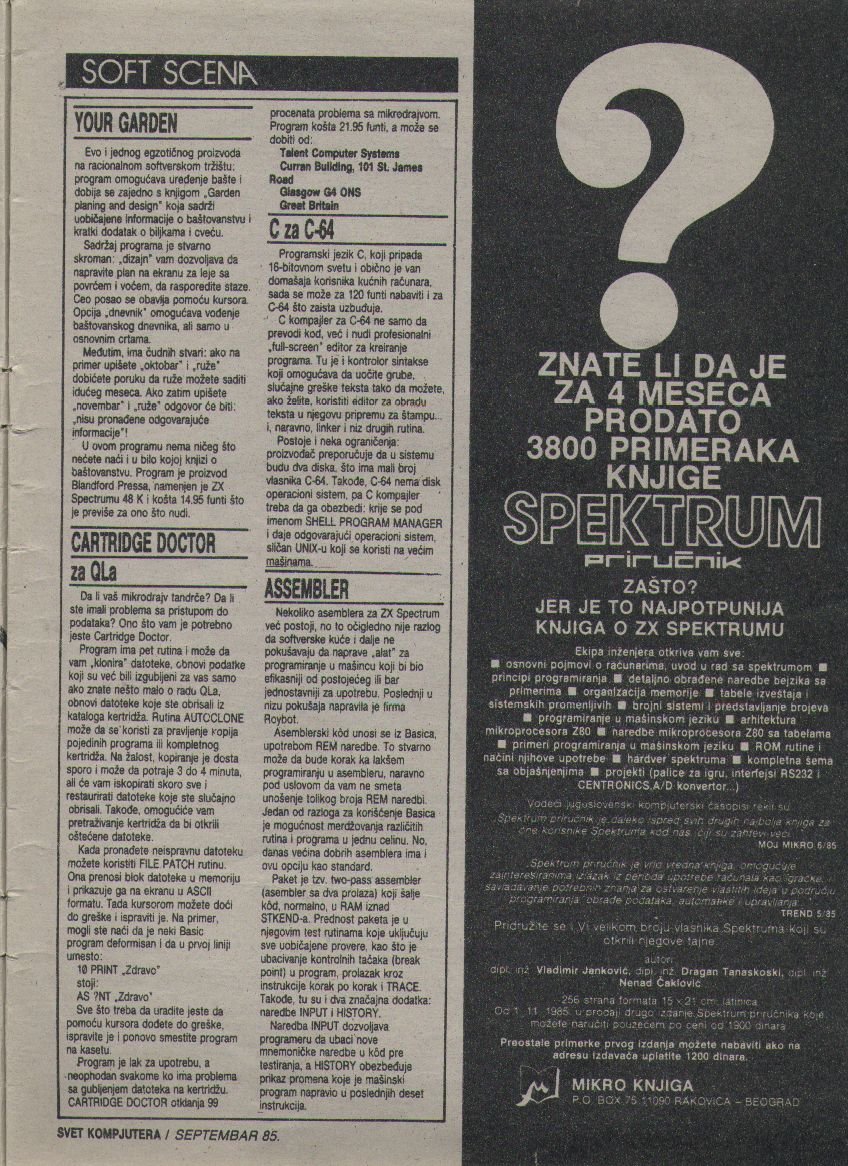 SOFT SCENA
YOUR GARDEN
Evo i jednog egzotičnog proizvoda
na racionalnom softverskom tržištu:
program omogućava uređenje bašte i
dobija se zajedno s knjigom „Garden
planing and design" koja sadrži
uobičajene informacije o baštovanstvu i
kratki dodatak o biljkama i cveću.
Sadržaj programa je stvarno
skroman: „dizajn" vam dozvoljava da
napravite plan na ekranu za leje sa
povrćem i voćem, da rasporedite staze.
Ceo posao se obavlja pomoću kursora.
Opcija „dnevnik" omogućava vođenje
baštovanskog dnevnika, ali samo u
osnovnim crtama.
Međutim, ima čudnih stvari: ako na
primer upišete „oktobar" i „ruže"
dobićete poruku da ruže možete saditi
idućeg meseca. Ako zatim upišete
„novembar" i „ruže" odgovor će biti:
„nisu pronađene odgovarajuće
informacije"!
U ovom programu nema ničeg što
nećete naći i u bilo kojoj knjizi o
baštovanstvu. Program je proizvod
Blandford Pressa, namenjen je ZX
Spectrumu 48 K i košta 14.95 funti što
je previše za ono što nudi.
CARTRIDGE DOCTOR
za QLa
Da li vaš mikrodrajv tandrče? Da li
ste imali problema sa pristupom do
podataka? Ono što vam je potrebno
jeste Cartridge Doctor.
Program ima pet rutina i može da
vam „klonira" datoteke, obnovi podatke
koji su već bili izgubljeni za vas samo
ako znate nešto malo o radu QLa,
obnovi datoteke koje ste obrisali iz
kataloga kertridža. Rutina AUTOCLONE
može da se koristi za pravljenje kopija
pojedinih programa ili kompletnog
kertridža. Na žalost, kopiranje je dosta
sporo i može da potraje 3 do 4 minuta,
ali će vam iskopirati skoro sve i
restaurirati datoteke koje ste slučajno
obrisali. Takođe, omogućiće vam
pretraživanje kertridža da bi otkrili
oštećene datoteke.
Kada pronađete neispravnu datoteku
možete koristiti FILE PATCH rutinu.
Ona prenosi blok datoteke u memoriju
i prikazuje ga na ekranu u ASCII
formatu. Tada kursorom možete doći
do greške i ispraviti je. Na primer,
mogli ste naći da je neki Basic
program deformisan i da u prvoj liniji
umesto:
10 PRINT „Zdravo"
stoji:
AS ?NT „Zdravo"
Sve što treba da uradite jeste da
pomoću kursora dođete do greške,
ispravite je i ponovo smestite program
na kasetu.
Program je lak za upotrebu, a
neophodan svakome ko ima problema
sa gubljenjem datoteka na kertridžu.
CARTRIDGE DOCTOR otklanja 99
procenata problema sa mikrodrajvom.
Program košta 21.95 funti, a može se
dobiti od:
Talent Computer Systems
Curran Building, 101 St. James
Road
Glasgow G4 ONS
Great Britain
C za C-64
Programski jezik C, koji pripada
16-bitovnom svetu i obično je van
domašaja korisnika kućnih računara,
sada se može za 120 funti nabaviti i za
C-64 što zaista uzbuđuje.
C kompajler za C-64 ne samo da
prevodi kod, već i nudi profesionalni
„full-screen" editor za kreiranje
programa. Tu je i kontrolor sintakse
koji omogućava da uočite grube,
slučajne greške teksta tako da možete,
ako želite, koristiti editor za obradu
teksta u njegovu pripremu za štampu...
i, naravno, linker i niz drugih rutina.
Postoje i neka ograničenja:
proizvođač preporučuje da u sistemu
budu dva diska, što ima mali broj
vlasnika C-64. Takođe, C-64 nema disk
operacioni sistem, pa C kompajler
treba da ga obezbedi: krije se pod
imenom SHELL PROGRAM MANAGER
i daje odgovarajući operacioni sistem,
sličan UNIX-u koji se koristi na većim
mašinama.
ASSEMBLER
Nekoliko asemblera za ZX Spectrum
već postoji, no to očigledno nije razlog
da softverske kuće i dalje ne
pokušavaju da naprave „alat" za
programiranje u mašincu koji bi bio
efikasniji od postojećeg ili bar
jednostavniji za upotrebu. Poslednji u
nizu pokušaja napravila je firma
Roybot.
Asemblerski kôd unosi se iz Basica,
upotrebom REM naredbe. To stvarno
može da bude korak ka lakšem
programiranju u asembleru, naravno
pod uslovom da vam ne smeta
unošenje tolikog broja REM naredbi.
Jedan od razloga za korišćenje Basica
je mogućnost merdžovanja različitih
rutina i programa u jednu celinu. No,
danas većina dobrih asemblera ima i
ovu opciju kao standard.
Paket je tzv. two-pass assembler
(asembler sa dva prolaza) koji šalje
kôd, normalno, u RAM iznad
STKEND-a. Prednost paketa je u
njegovim test rutinama koje uključuju
sve uobičajene provere, kao što je
ubacivanje kontrolnih tačaka (break
point) u program, prolazak kroz
instrukcije korak po korak i TRACE.
Takođe, tu su i dva značajna dodatka:
naredbe INPUT i HISTORY.
Naredba INPUT dozvoljava
programeru da ubaci nove
mnemoničke naredbe u kôd pre
testiranja, a HISTORY obezbeđuje
prikaz promena koje je mašinski
program napravio u poslednjih deset
instrukcija.
SVET KOMPJUTERA / SEPTEMBAR 85.
?
ZNATE LI DA JE
ZA 4 MESECA
PRODATO
3800 PRIMERAKA
KNJIGE
SPEKTRUM
priručnik
ZAŠTO?
JER JE TO NAJPOTPUNIJA
KNJIGA O ZX SPEKTRUMU
Ekipa inženjera otkriva vam sve:
■ osnovni pojmovi o računarima, uvod u rad sa spektrumom ■
principi programiranja ■ detaljno obrađene naredbe bejzika sa
primerima ■ organizacija memorije ■ tabele izveštaja i
sistemskih promenljivih ■ brojni sistemi i predstavljanje brojeva
■ programiranje u mašinskom jeziku ■ arhitektura
mikroprocesora Z80 ■ naredbe mikroprocesora Z80 sa tabelama
■ primeri programiranja u mašinskom jeziku ■ ROM rutine i
načini njihove upotrebe ■ hardver spektruma ■ kompletna šema
sa objašnjenjima ■ projekti (palice za igru, interfejsi RS232 i
CENTRONICS,A/D konvertor...)
Vodeći jugoslovenski kompjuterski časopisi rekli su:
„Spektrum priručnik je daleko ispred svih drugih najbolja knjiga za
one korisnike Spektruma kod nas, čiji su zahtevi veći.
MOJ MIKRO 6/85
„Spektrum priručnik je vrlo vredna knjiga, omogućuje
zainteresiranima izlazak iz perioda upotrebe računala kao igračke,
savladavanje potrebnih znanja za ostvarenje vlastitih ideja u području
programiranja, obrade podataka, automatike i upravljanja.
TREND 5/85
Pridružite se i Vi velikom broju vlasnika Spektruma koji su
otkrili njegove tajne.
autori:
dipl. inž. Vladimir Janković, dipl. inž. Dragan Tanaskoski, dipl. inž.
Nenad Čaklović
256 strana formata 15 × 21 cm, latinica.
Od 1. 11. 1985. u prodaji drugo izdanje Spektrum priručnika koje
možete naručiti pouzećem po ceni od 1900 dinara.
Preostale primerke prvog izdanja možete nabaviti ako na
adresu izdavača uplatite 1200 dinara.
MIKRO KNJIGA
P.O. BOX 75 11090 RAKOVICA – BEOGRAD